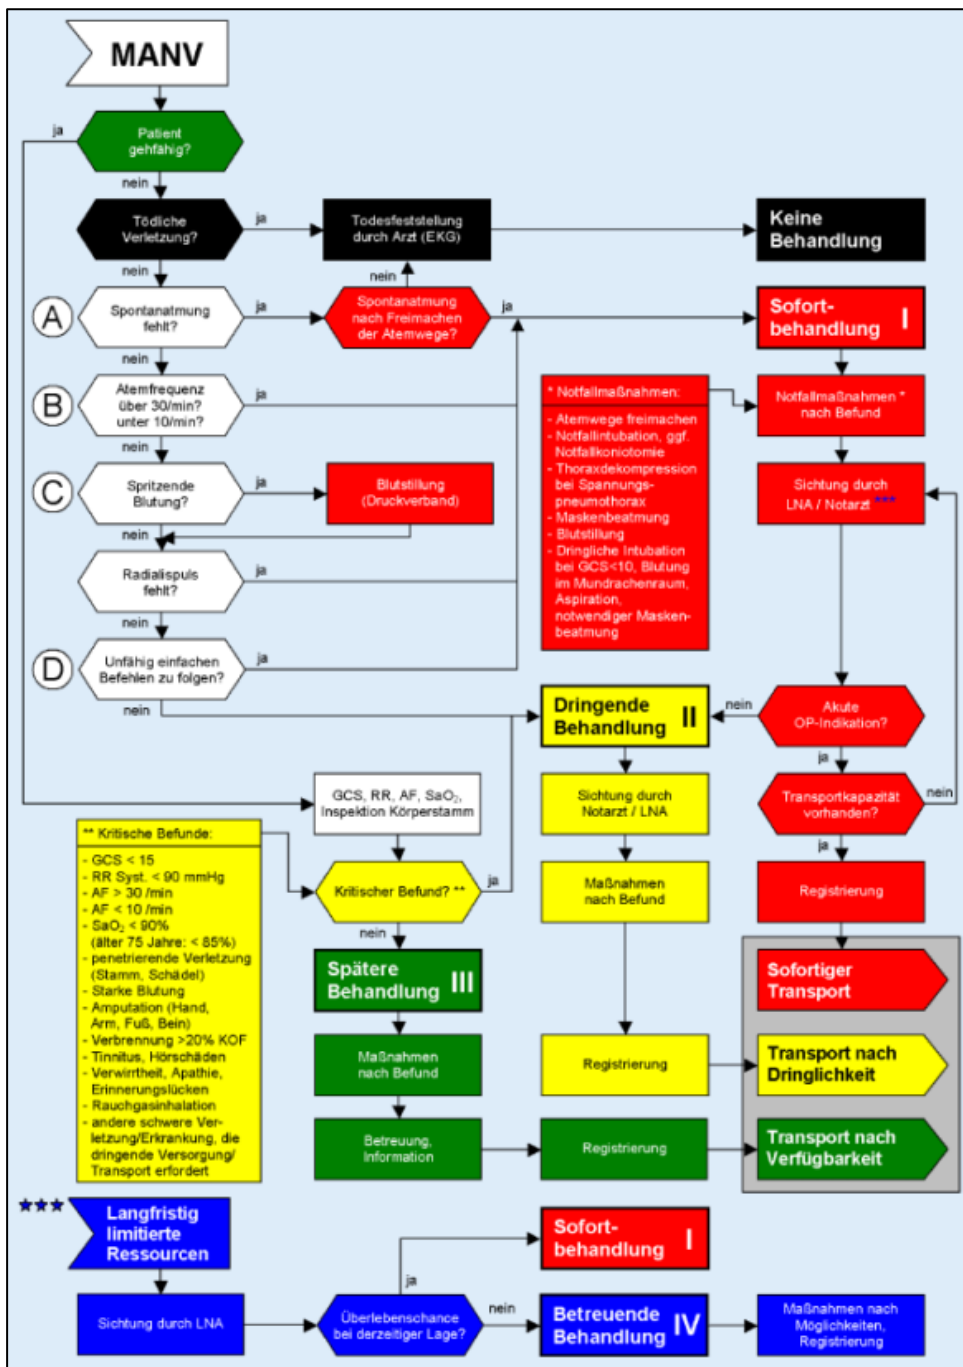 MANV
ja
Patient
gehfähig?
nein
Tödliche
Verletzung?
ja
Todesfeststellung
durch Arzt (EKG)
Keine
Behandlung
nein
nein
A
Spontanatmung
fehlt?
ja
Spontanatmung
nach Freimachen
der Atemwege?
ja
Sofort-
behandlung I
nein
B
Atemfrequenz
über 30/min?
unter 10/min?
ja
* Notfallmaßnahmen:
- Atemwege freimachen
- Notfallintubation, ggf.
Notfallkoniotomie
- Thoraxdekompression
bei Spannungs-
pneumothorax
- Maskenbeatmung
- Blutstillung
- Dringliche Intubation
bei GCS<10, Blutung
im Mundrachenraum,
Aspiration,
notwendiger Masken-
beatmung
Notfallmaßnahmen *
nach Befund
nein
C
Spritzende
Blutung?
ja
Blutstillung
(Druckverband)
Sichtung durch
LNA / Notarzt ***
nein
Radialispuls
fehlt?
ja
nein
D
Unfähig einfachen
Befehlen zu folgen?
ja
nein
Dringende
Behandlung II
nein
Akute
OP-Indikation?
ja
GCS, RR, AF, SaO₂,
Inspektion Körperstamm
Sichtung durch
Notarzt / LNA
Transportkapazität
vorhanden?
nein
ja
** Kritische Befunde:
- GCS < 15
- RR Syst. < 90 mmHg
- AF > 30 /min
- AF < 10 /min
- SaO₂ < 90%
(älter 75 Jahre: < 85%)
- penetrierende Verletzung
(Stamm, Schädel)
- Starke Blutung
- Amputation (Hand,
Arm, Fuß, Bein)
- Verbrennung >20% KOF
- Tinnitus, Hörschäden
- Verwirrtheit, Apathie,
Erinnerungslücken
- Rauchgasinhalation
- andere schwere Ver-
letzung/Erkrankung, die
dringende Versorgung/
Transport erfordert
Kritischer Befund? **
ja
Maßnahmen
nach Befund
Registrierung
nein
Spätere
Behandlung III
Sofortiger
Transport
Maßnahmen
nach Befund
Registrierung
Transport nach
Dringlichkeit
Betreuung,
Information
Registrierung
Transport nach
Verfügbarkeit
★★★
Langfristig
limitierte
Ressourcen
Sofort-
behandlung I
ja
Sichtung durch LNA
Überlebenschance
bei derzeitiger Lage?
nein
Betreuende
Behandlung IV
Maßnahmen nach
Möglichkeiten,
Registrierung